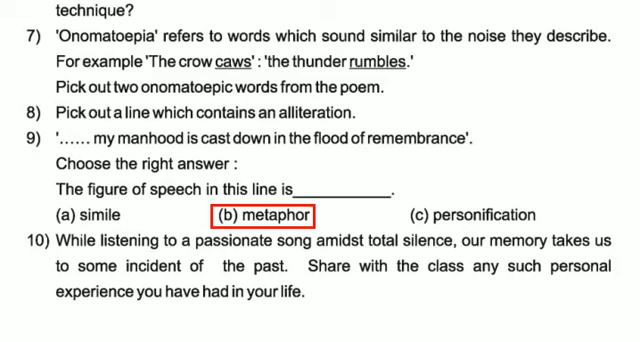 technique?
7) 'Onomatoepia' refers to words which sound similar to the noise they describe.
For example 'The crow caws' : 'the thunder rumbles.'
Pick out two onomatoepic words from the poem.
8) Pick out a line which contains an alliteration.
9) '...... my manhood is cast down in the flood of remembrance'.
Choose the right answer :
The figure of speech in this line is____________.
(a) simile (b) metaphor (c) personification
10) While listening to a passionate song amidst total silence, our memory takes us
to some incident of the past. Share with the class any such personal
experience you have had in your life.